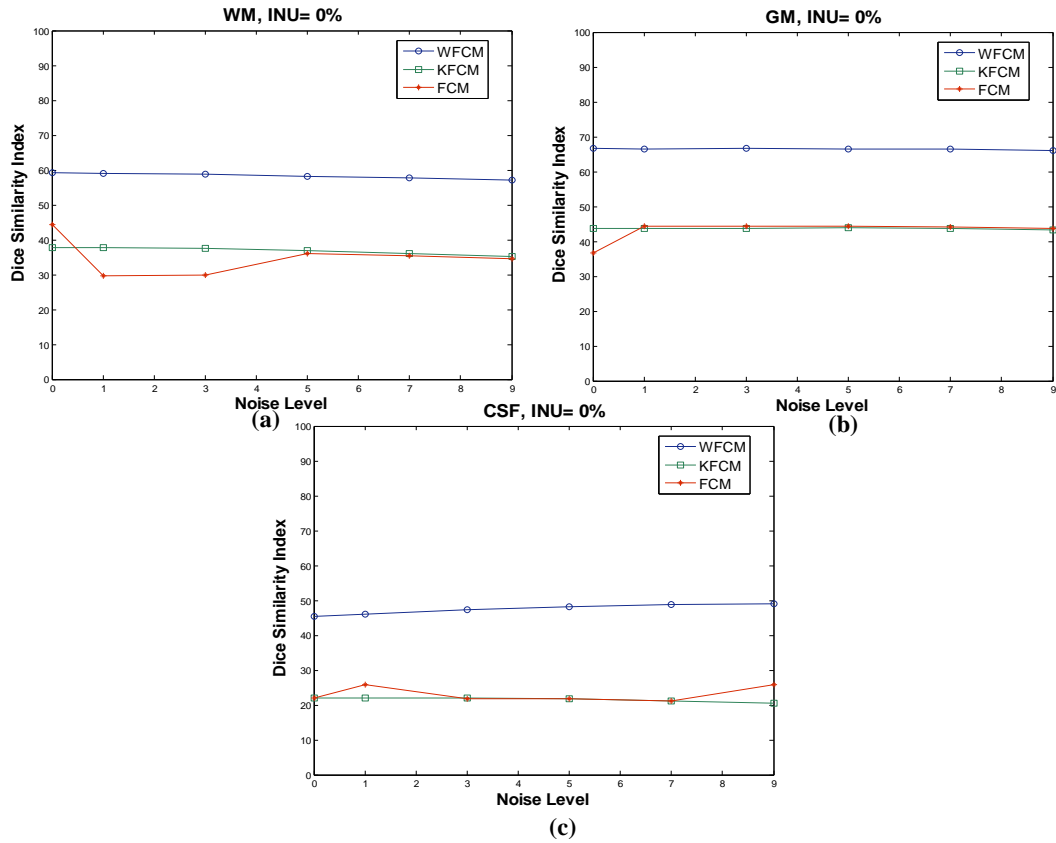 WM, INU= 0%
100
90
80
70
60
50
40
30
20
10
0
Dice Similarity Index
WFCM
KFCM
FCM
0 1 2 3 4 5 6 7 8 9
Noise Level
(a)
GM, INU= 0%
100
90
80
70
60
50
40
30
20
10
0
Dice Similarity Index
WFCM
KFCM
FCM
0 1 2 3 4 5 6 7 8 9
Noise Level
(b)
CSF, INU= 0%
100
90
80
70
60
50
40
30
20
10
0
Dice Similarity Index
WFCM
KFCM
FCM
0 1 2 3 4 5 6 7 8 9
Noise Level
(c)